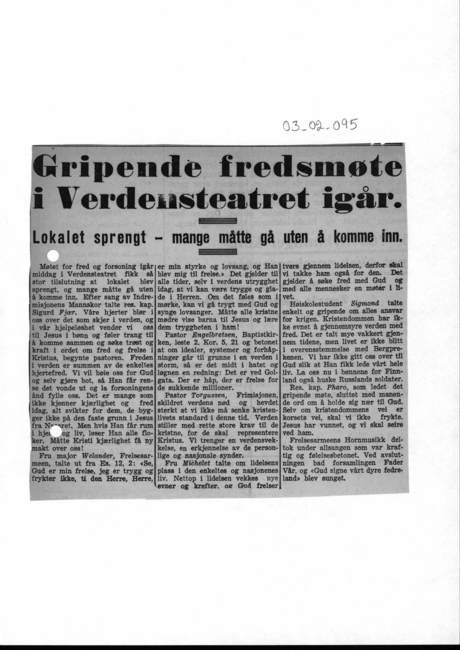 03-02-095
Gripende fredsmøte
i Verdensteatret igår.
Lokalet sprengt – mange måtte gå uten å komme inn.
Møtet for fred og forsoning igår
middag i Verdensteatret fikk så
stor tilslutning at lokalet blev
sprengt, og mange måtte gå uten
å komme inn. Efter sang av Indre-
misjonens Mannskor talte res. kap.
Sigurd Fjær. Våre hjerter blør i
oss over det som skjer i verden, og
i vår hjelpeløshet vender vi oss
til Jesus i bønn og føler trang til
å komme sammen og søke trøst og
kraft i ordet om fred og frelse i
Kristus, begynte pastoren. Freden
i verden er summen av de enkeltes
hjertefred. Vi vil bøie oss for Gud
og selv gjøre bot, så Han får ren-
se det vonde ut og la forsoningens
ånd fylle oss. Det er mange som
ikke kjenner kjærlighet og fred
idag, alt svikter for dem, de byg-
ger ikke på den faste grunn i Jesus
fra Men hvis Han får rum
i og liv, løser Han alle flo-
ker. Måtte Kristi kjærlighet få ny
makt over oss!
Fru major Welander, Frelsesar-
meen, talte ut fra Ex. 12, 2: «Se,
Gud er min frelse, jeg er trygg og
frykter ikke, ti den Herre, Herre,
er min styrke og lovsang, og Han
blev mig til frelse.» Det gjelder til
alle tider, selv i verdens utrygghet
idag, at vi kan være trygge og gla-
de i Herren. Om det føles som i
mørke, kan vi gå trygt med Gud og
synge lovsanger. Måtte alle kristne
mødre vise barna til Jesus og lære
dem tryggheten i ham!
Pastor Engelbretsen, Baptistkir-
ken, leste 2. Kor. 5, 21 og betonet
at om idealer, systemer og forhåp-
ninger går til grunne i en verden i
storm, så er det midt i hatet og
løgnen en redning: Det er ved Gol-
gata. Der er håp, der er frelse for
de sukkende millioner.
Pastor Torgussen, Frimisjonen,
skildret verdens nød og hevdet
sterkt at vi ikke må senke kristen-
livets standard i denne tid. Verden
stiller med rette store krav til de
kristne, for de skal representere
Kristus. Vi trenger en verdensvek-
kelse, en erkjennelse av de person-
lige og nasjonale synder.
Fru Michelet talte om lidelsens
plass i den enkeltes og nasjonenes
liv. Nettop i lidelsen vekkes nye
evner og krefter, og Gud frelser
tvers gjennem lidelsen, derfor skal
vi takke ham også for den. Det
gjelder å søke fred med Gud og
med alle mennesker en møter i li-
vet.
Høiskolestudent Sigmond talte
enkelt og gripende om alles ansvar
for krigen. Kristendommen har ik-
ke evnet å gjennemsyre verden med
fred. Det er talt mye vakkert gjen-
nem tidene, men livet er ikke blitt
i overensstemmelse med Bergpre-
kenen. Vi har ikke gitt oss over til
Gud slik at Han fikk lede vårt hele
liv. La oss nu i bønnene for Finn-
land også huske Russlands soldater.
Res. kap. Pharo, som ledet det
gripende møte, sluttet med manen-
de ord om å holde sig nær til Gud.
Selv om kristendommens vei er
korsets vei, skal vi ikke frykte.
Jesus har vunnet, og vi skal seire
ved ham.
Frelsesarmeens Hornmusikk del-
tok under allsangen som var kraf-
tig og følelsesbetonet. Ved avslut-
ningen bad forsamlingen Fader
Vår, og «Gud signe vårt dyre fedre-
land» blev sunget.